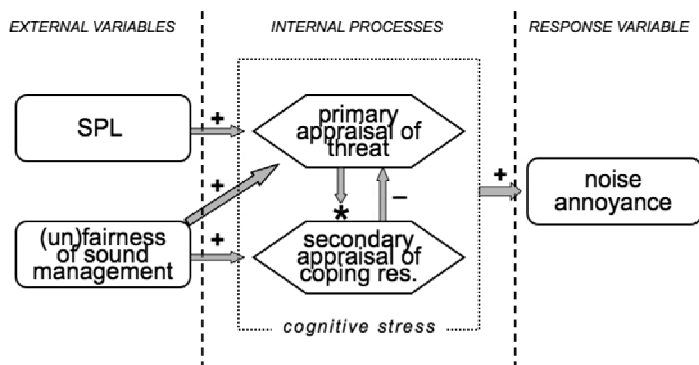 EXTERNAL VARIABLES
INTERNAL PROCESSES
RESPONSE VARIABLE
SPL
+
primary
appraisal of
threat
+
+
noise
annoyance
*
–
(un)fairness
of sound
management
+
secondary
appraisal of
coping res.
cognitive stress